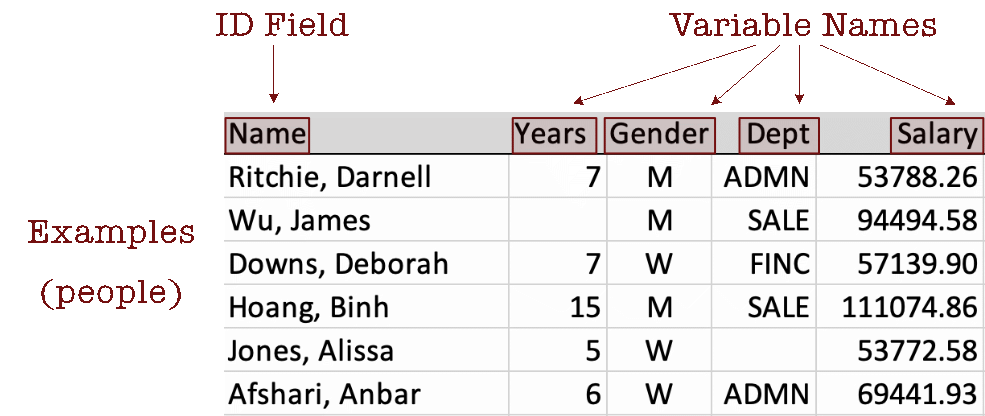 ID Field Variable Names
Name Years Gender Dept Salary
Ritchie, Darnell 7 M ADMN 53788.26
Wu, James M SALE 94494.58
Examples
Downs, Deborah 7 W FINC 57139.90
(people)
Hoang, Binh 15 M SALE 111074.86
Jones, Alissa 5 W 53772.58
Afshari, Anbar 6 W ADMN 69441.93